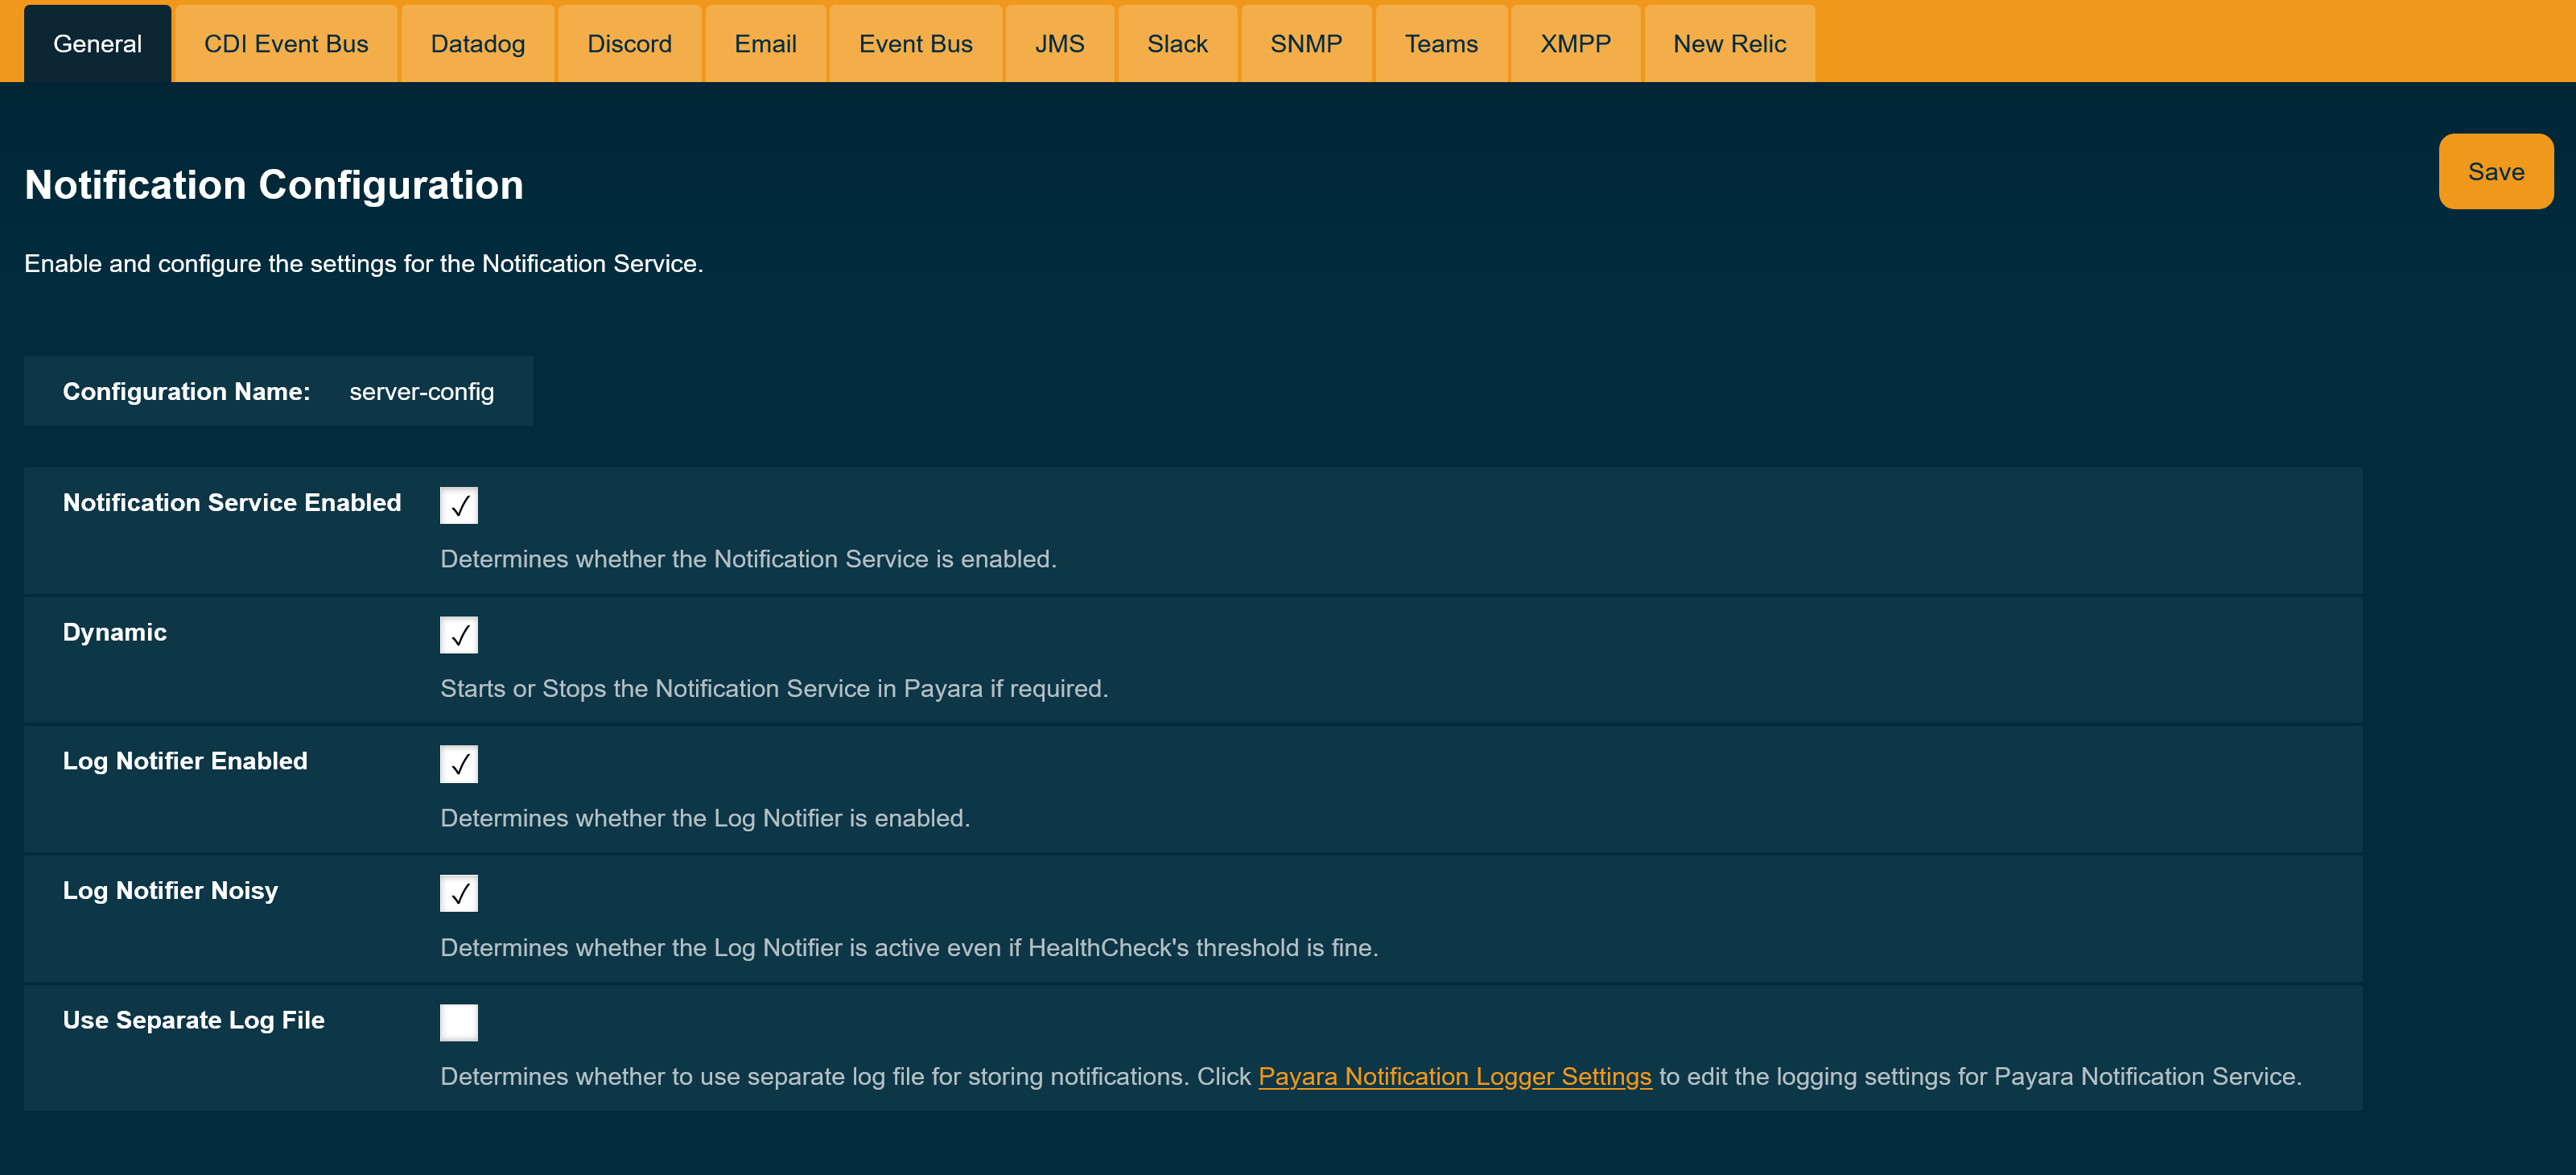 General CDI Event Bus Datadog Discord Email Event Bus JMS Slack SNMP Teams XMPP New Relic
Notification Configuration
Save
Enable and configure the settings for the Notification Service.
Configuration Name: server-config
Notification Service Enabled
Determines whether the Notification Service is enabled.
Dynamic
Starts or Stops the Notification Service in Payara if required.
Log Notifier Enabled
Determines whether the Log Notifier is enabled.
Log Notifier Noisy
Determines whether the Log Notifier is active even if HealthCheck's threshold is fine.
Use Separate Log File
Determines whether to use separate log file for storing notifications. Click Payara Notification Logger Settings to edit the logging settings for Payara Notification Service.